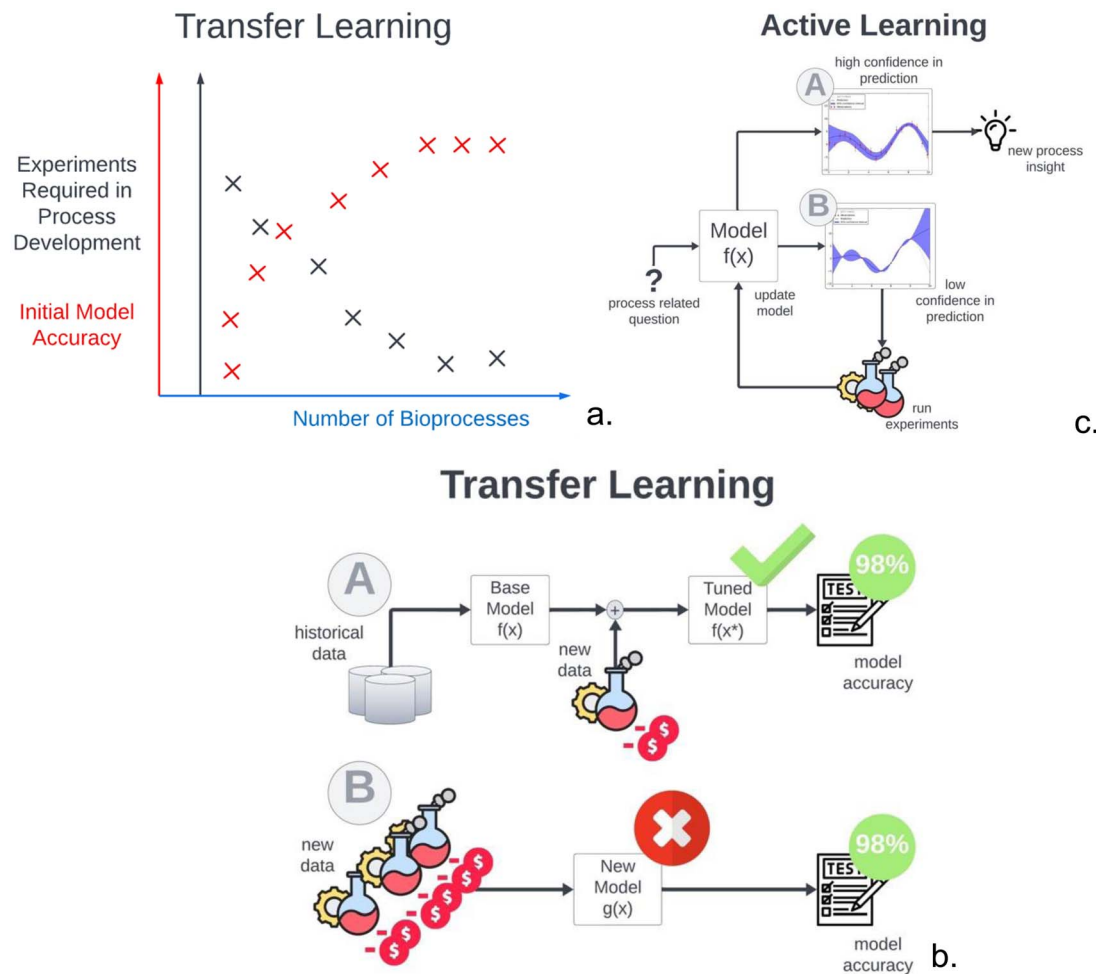 Transfer Learning
Experiments
Required in
Process
Development
Initial Model
Accuracy
Number of Bioprocesses
a.
Active Learning
high confidence in
prediction
A
new process
insight
B
Model
f(x)
?
process related
question
update
model
low
confidence in
prediction
run
experiments
c.
Transfer Learning
A
historical
data
Base
Model
f(x)
+
new
data
$
$
Tuned
Model
f(x*)
98%
TEST
model
accuracy
B
new
data
$
$
$
$
$
$
New
Model
g(x)
98%
TEST
model
accuracy
b.